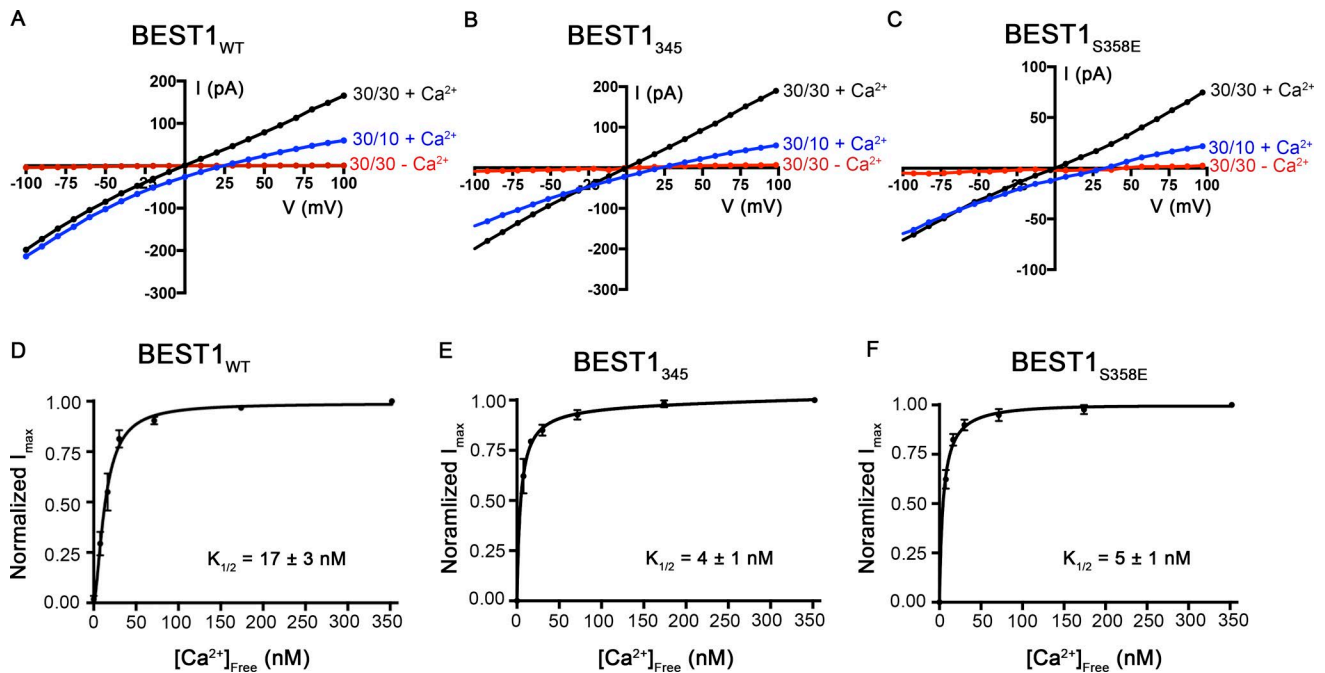 A
BEST1WT
I (pA)
200
100
-100
-200
-300
-100 -75 -50 -25 25 50 75 100
V (mV)
30/30 + Ca2+
30/10 + Ca2+
30/30 - Ca2+
B
BEST1345
I (pA)
200
100
-100
200
300
-100 -75 -50 -25 25 50 75 100
V (mV)
30/30 + Ca2+
30/10 + Ca2+
30/30 - Ca2+
C
BEST1S358E
I (pA)
100
50
-50
-100
-100 -75 -50 -25 25 50 75 100
V (mV)
30/30 + Ca2+
30/10 + Ca2+
30/30 - Ca2+
D
BEST1WT
Normalized Imax
1.00
0.75
0.50
0.25
0.00
K1/2 = 17 ± 3 nM
0 50 100 150 200 250 300 350
[Ca2+]Free (nM)
E
BEST1345
Noramlized Imax
1.00
0.75
0.50
0.25
0.00
K1/2 = 4 ± 1 nM
0 50 100 150 200 250 300 350
[Ca2+]Free (nM)
F
BEST1S358E
Noramlized Imax
1.00
0.75
0.50
0.25
0.00
K1/2 = 5 ± 1 nM
0 50 100 150 200 250 300 350
[Ca2+]Free (nM)